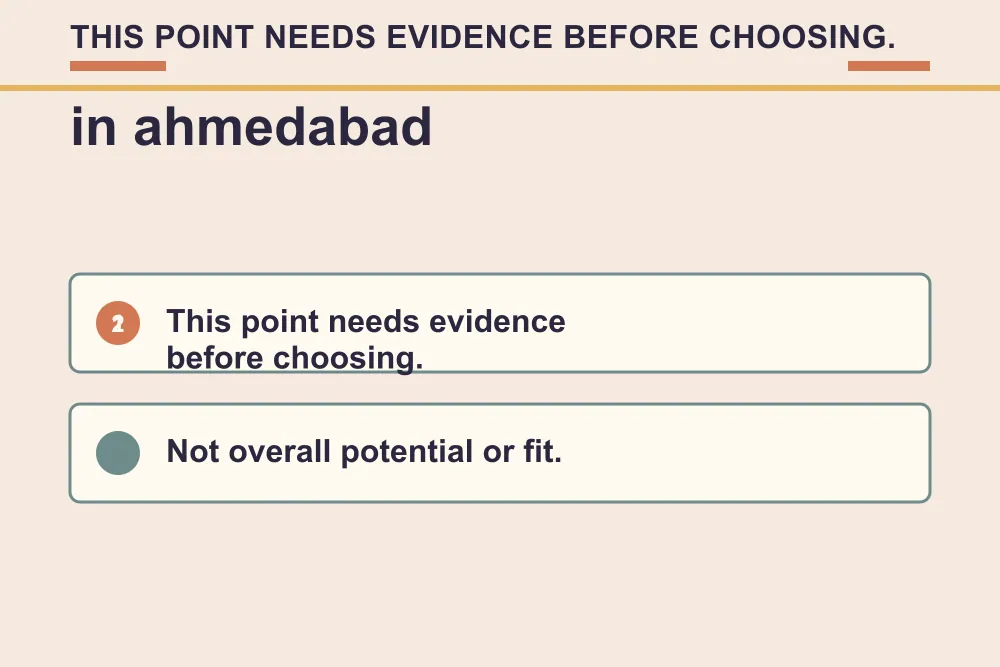 THIS POINT NEEDS EVIDENCE BEFORE CHOOSING.
in ahmedabad
2
This point needs evidence
before choosing.
Not overall potential or fit.